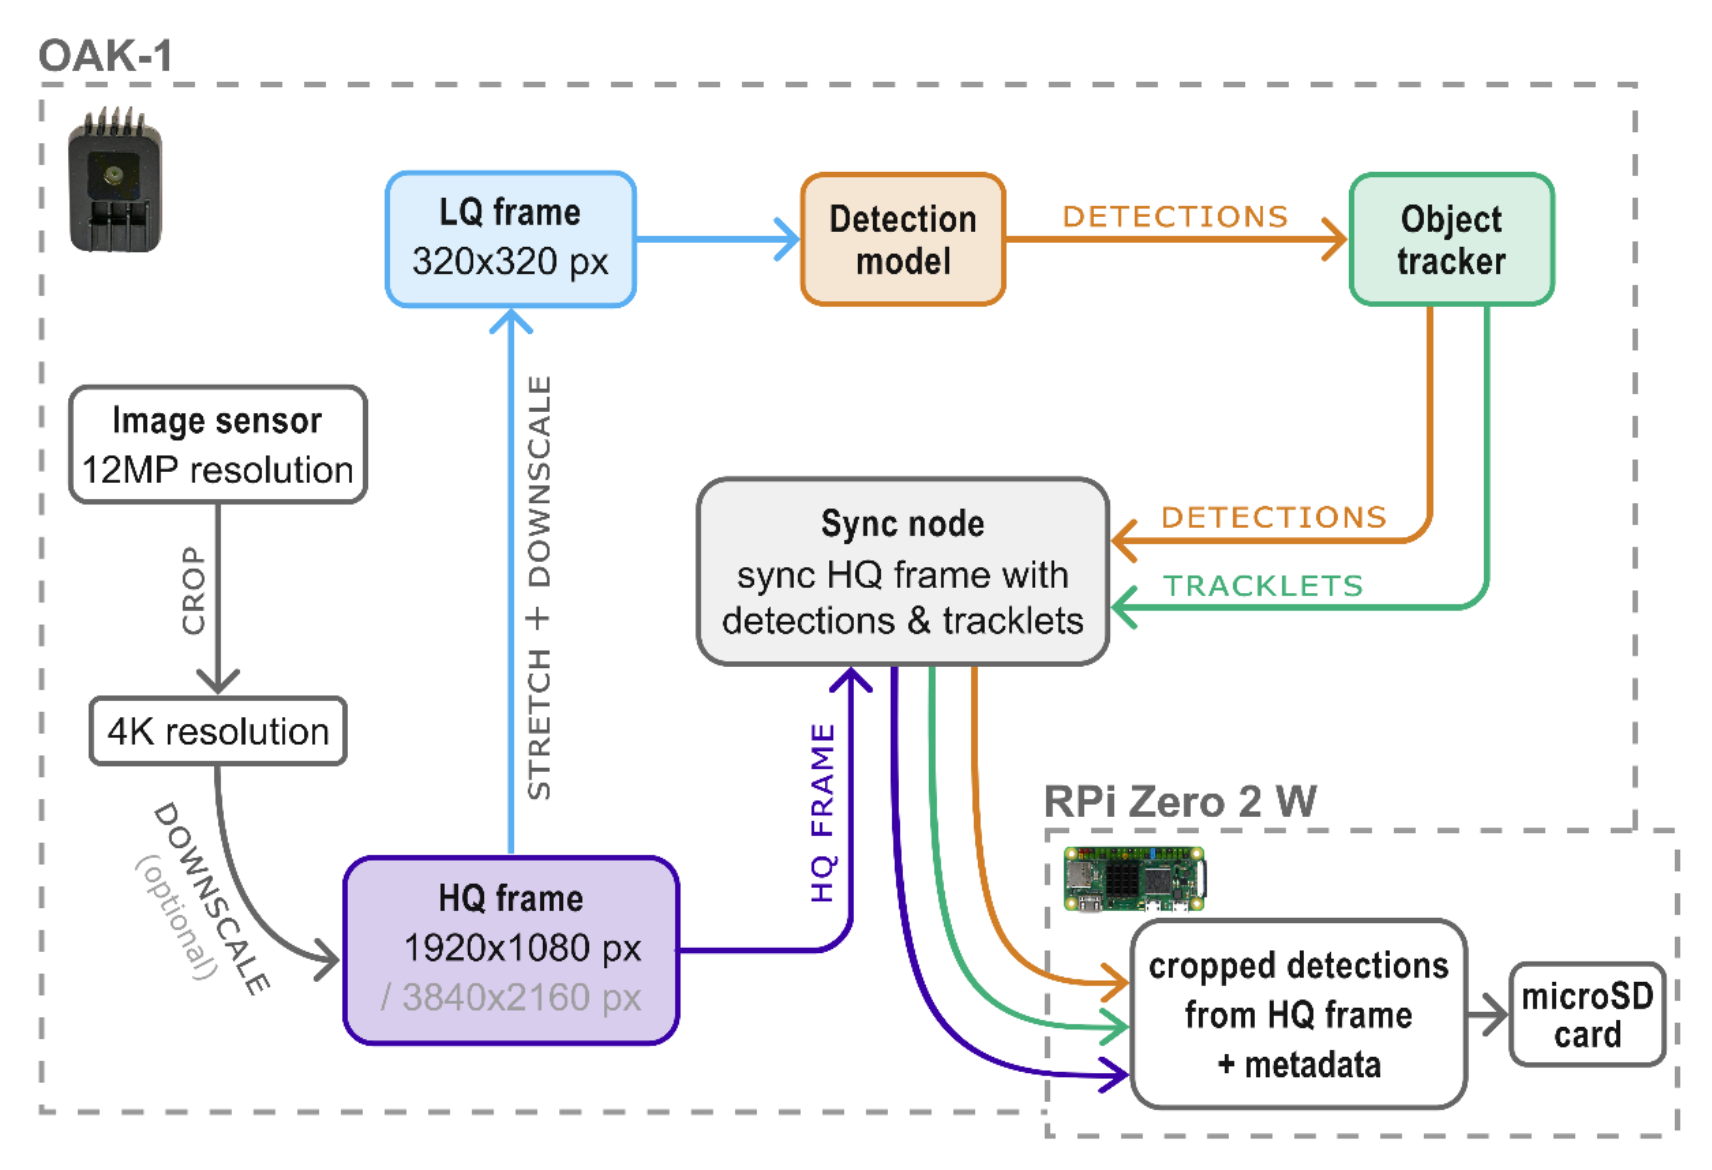 OAK-1
LQ frame
320x320 px
Detection
model
DETECTIONS
Object
tracker
Image sensor
12MP resolution
CROP
4K resolution
DOWNSCALE
(optional)
STRETCH + DOWNSCALE
HQ frame
1920x1080 px
/ 3840x2160 px
HQ FRAME
Sync node
sync HQ frame with
detections & tracklets
DETECTIONS
TRACKLETS
RPi Zero 2 W
cropped detections
from HQ frame
+ metadata
microSD
card